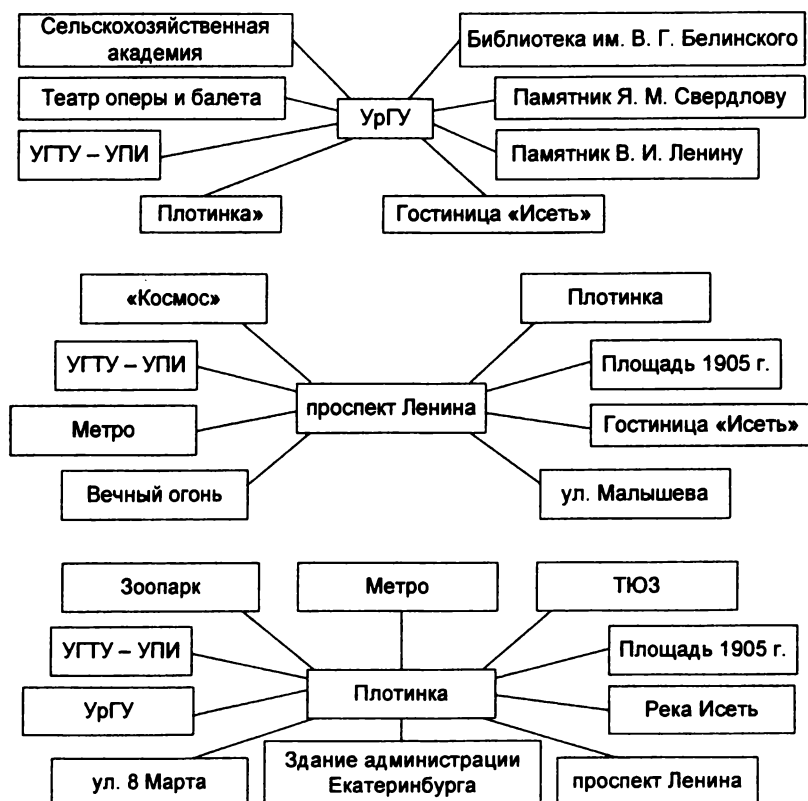 Сельскохозяйственная
академия
Библиотека им. В. Г. Белинского
Театр оперы и балета
Памятник Я. М. Свердлову
УрГУ
УГТУ – УПИ
Памятник В. И. Ленину
Плотинка»
Гостиница «Исеть»
«Космос»
Плотинка
УГТУ – УПИ
Площадь 1905 г.
проспект Ленина
Метро
Гостиница «Исеть»
Вечный огонь
ул. Малышева
Зоопарк
Метро
ТЮЗ
УГТУ – УПИ
Площадь 1905 г.
Плотинка
УрГУ
Река Исеть
ул. 8 Марта
Здание администрации
Екатеринбурга
проспект Ленина